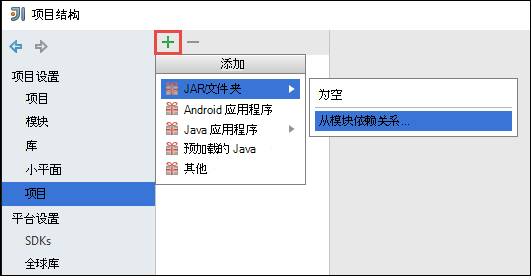 项目结构
项目设置
项目
模块
库
小平面
项目
平台设置
SDKs
全球库
添加
JAR文件夹
Android 应用程序
Java 应用程序
预加载的 Java
其他
为空
从模块依赖关系...